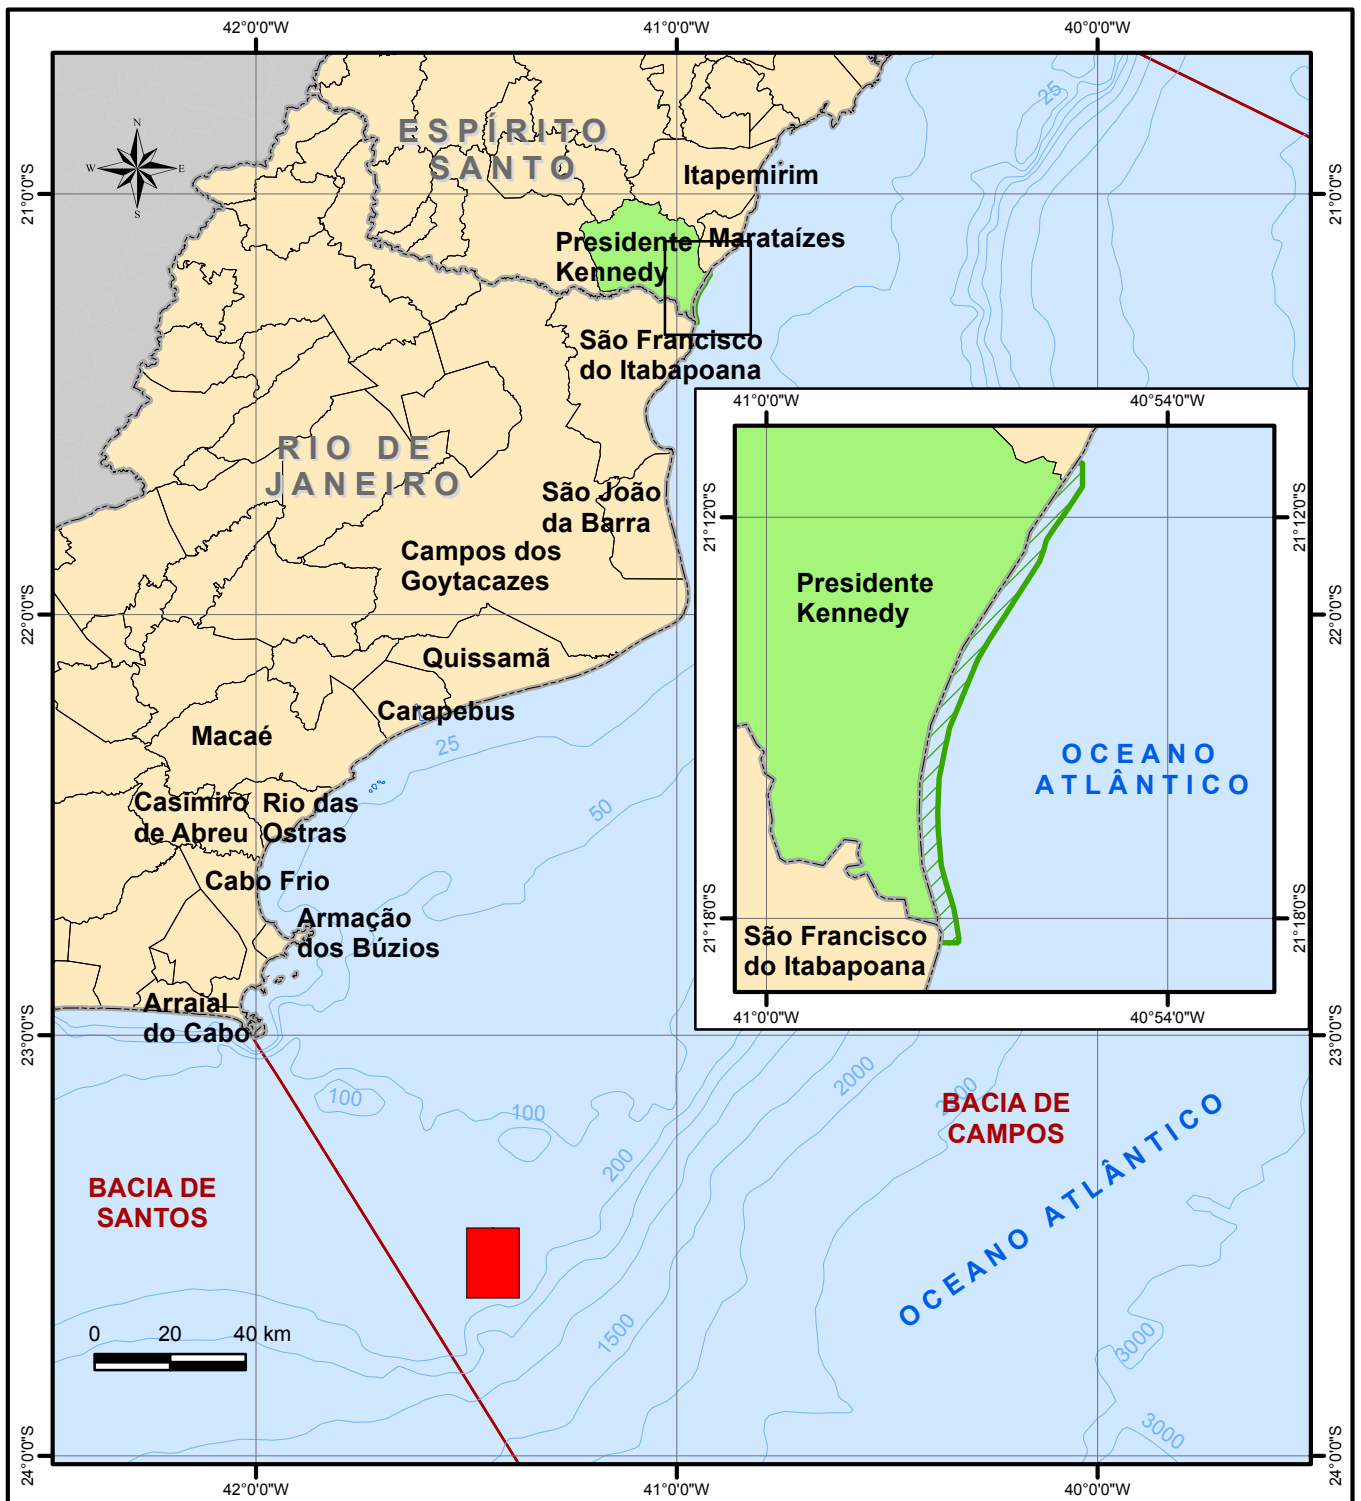 42°0'0"W
41°0'0"W
40°0'0"W
25
ESPÍRITO
SANTO
N
W
E
S
Itapemirim
21°0'0"S
21°0'0"S
Presidente
Kennedy
Marataízes
São Francisco
do Itabapoana
41°0'0"W
40°54'0"W
RIO DE
JANEIRO
São João
da Barra
21°12'0"S
21°12'0"S
Campos dos
Goytacazes
Presidente
Kennedy
22°0'0"S
22°0'0"S
Quissamã
Carapebus
Macaé
25
OCEANO
ATLÂNTICO
50
Casimiro
de Abreu
Rio das
Ostras
Cabo Frio
Armação
dos Búzios
21°18'0"S
21°18'0"S
São Francisco
do Itabapoana
Arraial
do Cabo
41°0'0"W
40°54'0"W
23°0'0"S
23°0'0"S
100
100
2000
BACIA DE
CAMPOS
200
OCEANO ATLÂNTICO
BACIA DE
SANTOS
1500
3000
3000
0
20
40 km
24°0'0"S
24°0'0"S
42°0'0"W
41°0'0"W
40°0'0"W